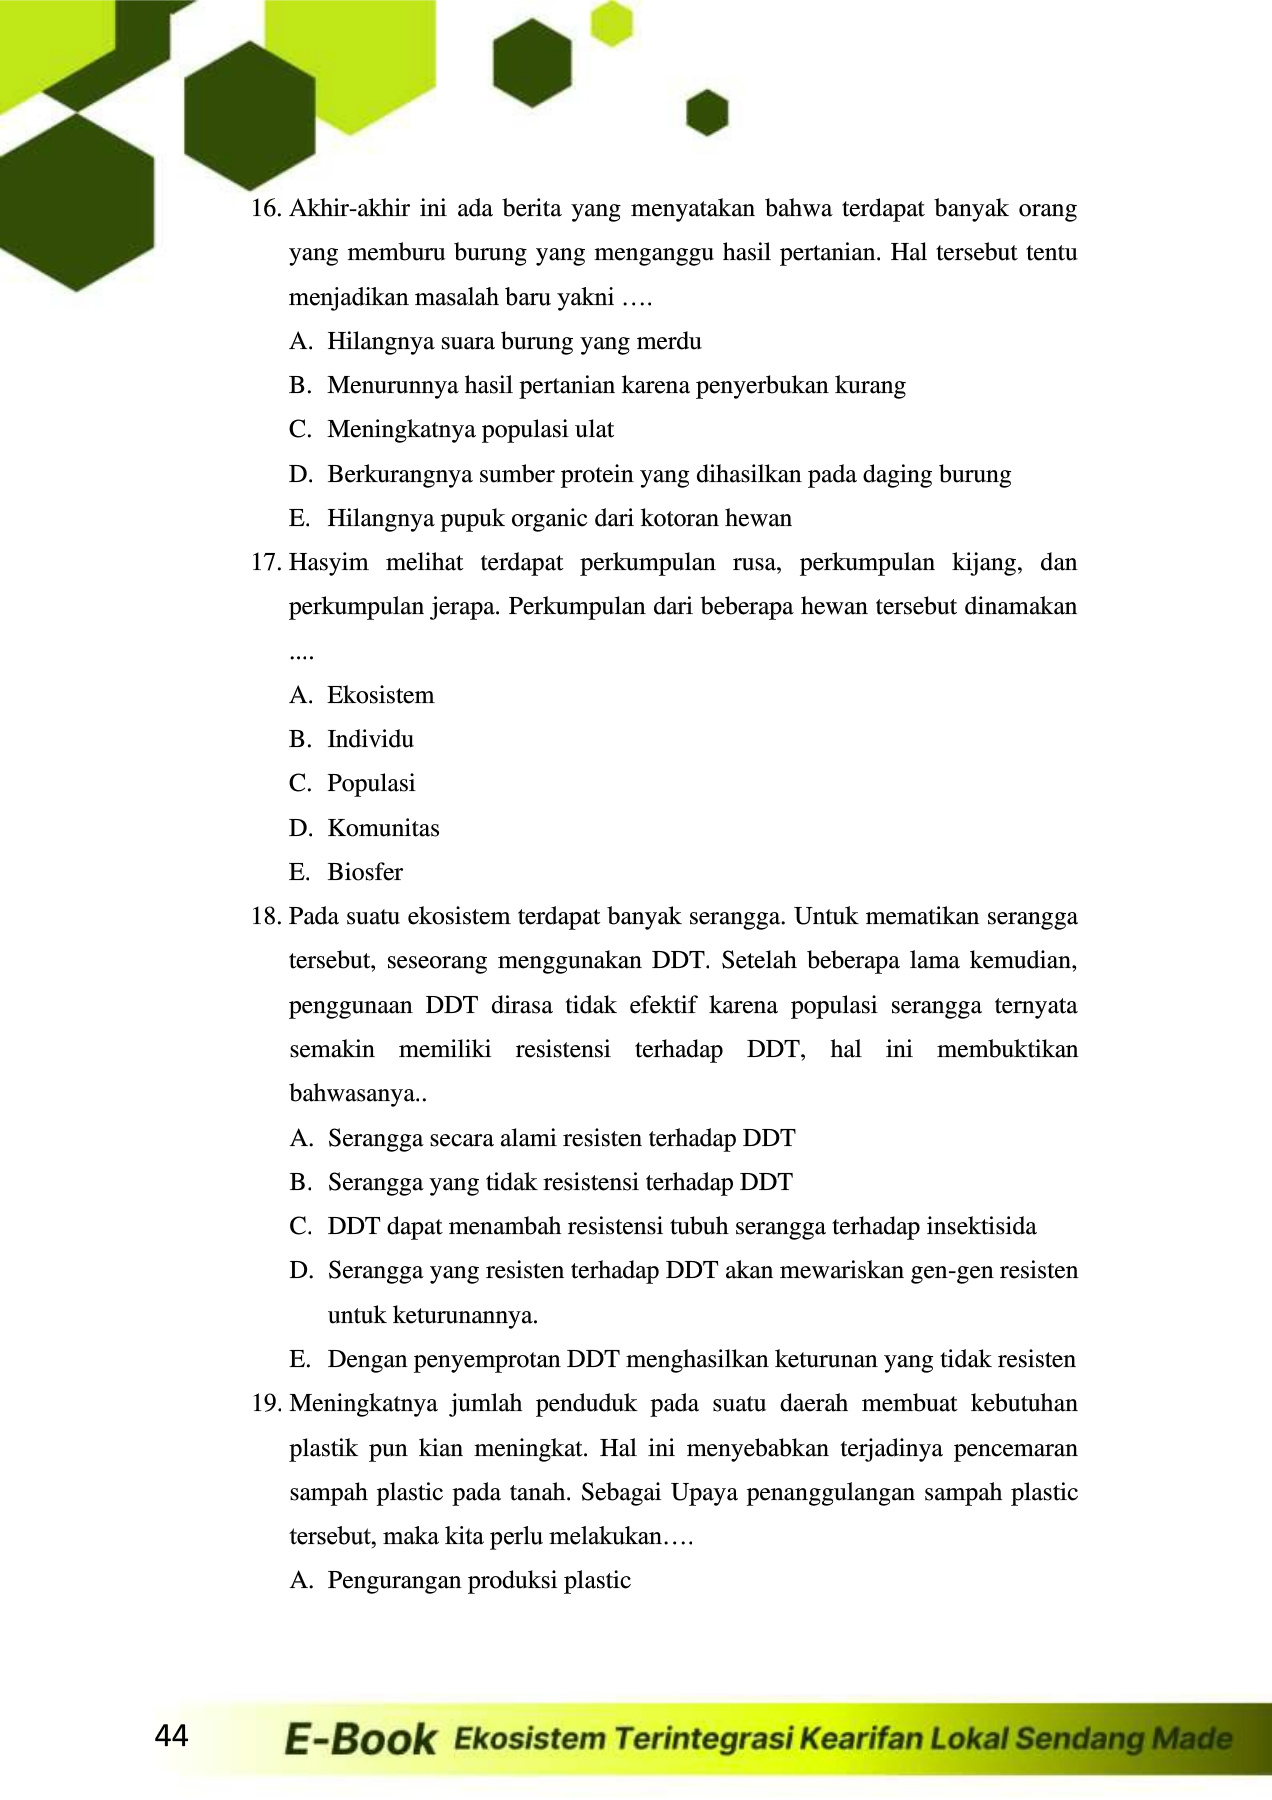 16. Akhir-akhir ini ada berita yang menyatakan bahwa terdapat banyak orang
yang memburu burung yang menganggu hasil pertanian. Hal tersebut tentu
menjadikan masalah baru yakni ….
A. Hilangnya suara burung yang merdu
B. Menurunnya hasil pertanian karena penyerbukan kurang
C. Meningkatnya populasi ulat
D. Berkurangnya sumber protein yang dihasilkan pada daging burung
E. Hilangnya pupuk organic dari kotoran hewan
17. Hasyim melihat terdapat perkumpulan rusa, perkumpulan kijang, dan
perkumpulan jerapa. Perkumpulan dari beberapa hewan tersebut dinamakan
....
A. Ekosistem
B. Individu
C. Populasi
D. Komunitas
E. Biosfer
18. Pada suatu ekosistem terdapat banyak serangga. Untuk mematikan serangga
tersebut, seseorang menggunakan DDT. Setelah beberapa lama kemudian,
penggunaan DDT dirasa tidak efektif karena populasi serangga ternyata
semakin memiliki resistensi terhadap DDT, hal ini membuktikan
bahwasanya..
A. Serangga secara alami resisten terhadap DDT
B. Serangga yang tidak resistensi terhadap DDT
C. DDT dapat menambah resistensi tubuh serangga terhadap insektisida
D. Serangga yang resisten terhadap DDT akan mewariskan gen-gen resisten
untuk keturunannya.
E. Dengan penyemprotan DDT menghasilkan keturunan yang tidak resisten
19. Meningkatnya jumlah penduduk pada suatu daerah membuat kebutuhan
plastik pun kian meningkat. Hal ini menyebabkan terjadinya pencemaran
sampah plastic pada tanah. Sebagai Upaya penanggulangan sampah plastic
tersebut, maka kita perlu melakukan….
A. Pengurangan produksi plastic
44 E-Book Ekosistem Terintegrasi Kearifan Lokal Sendang Made